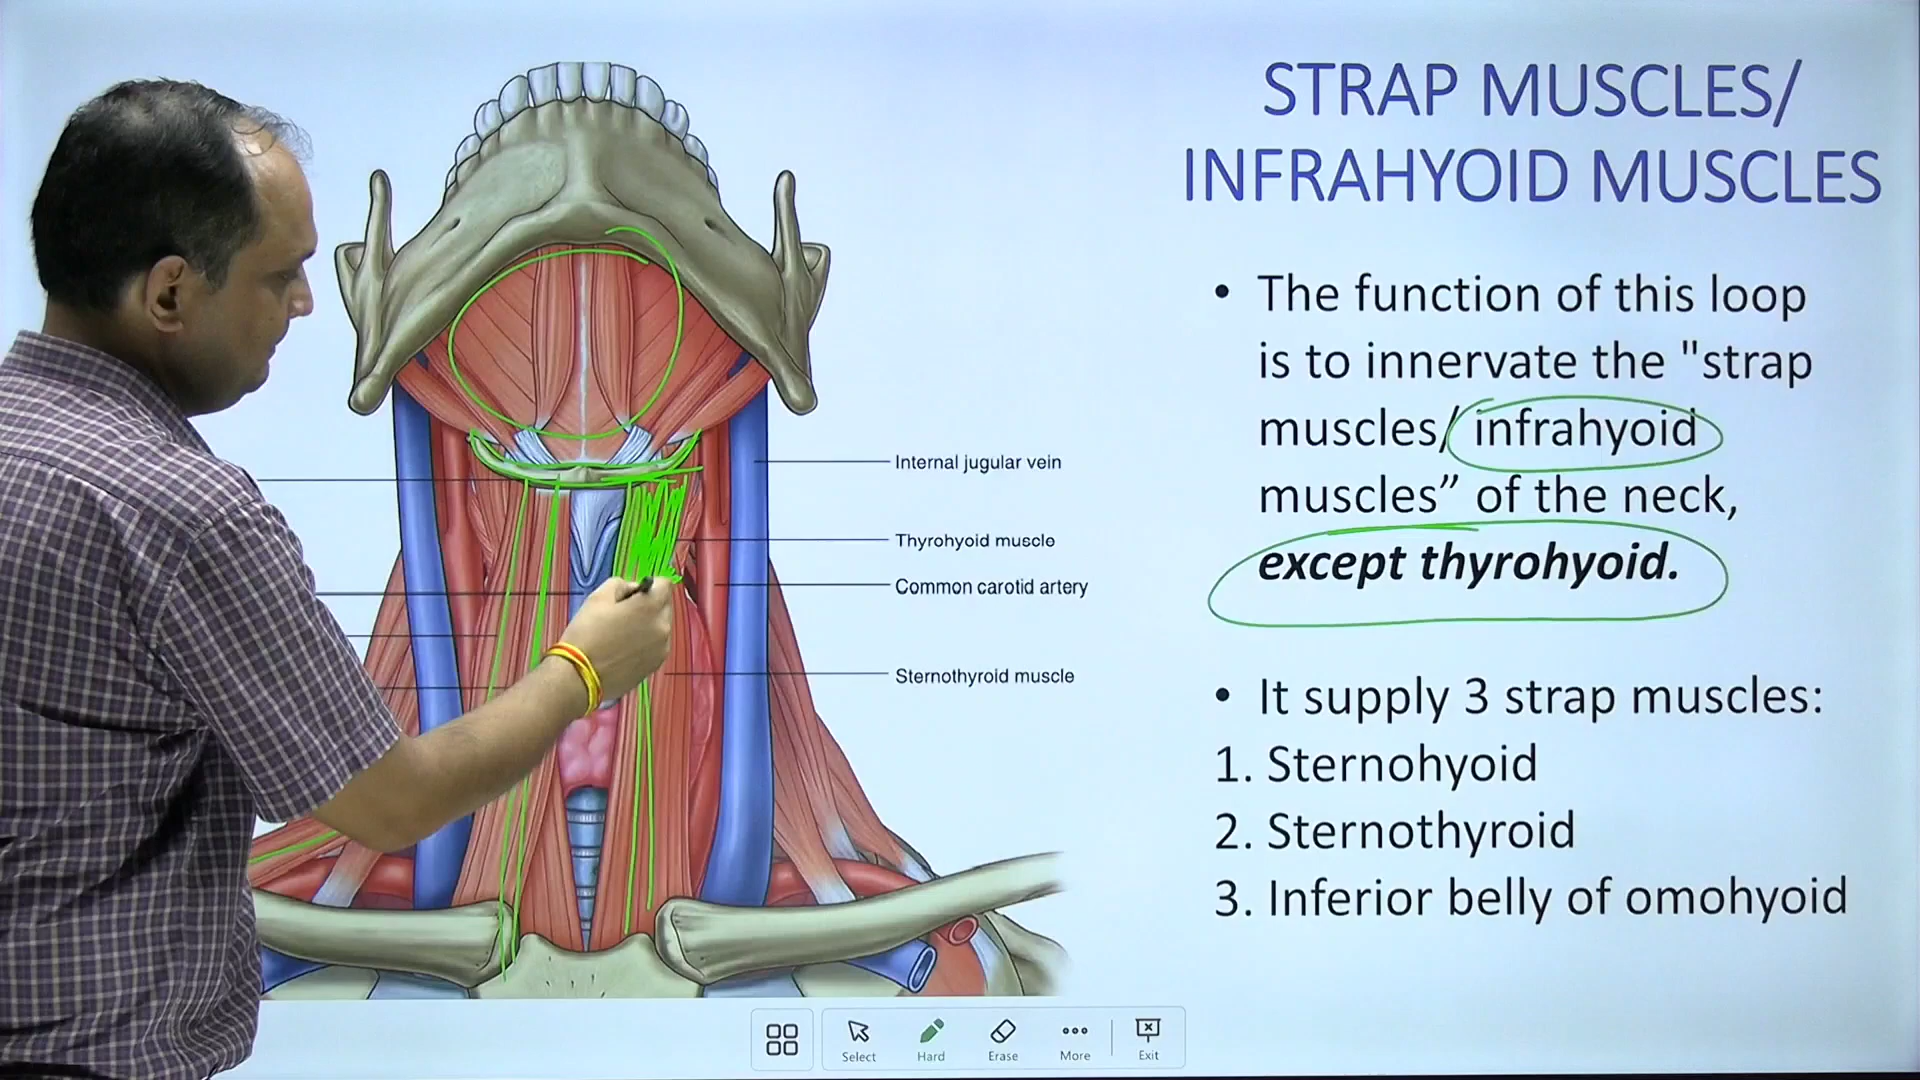 STRAP MUSCLES/
INFRAHYOID MUSCLES
• The function of this loop
is to innervate the "strap
muscles/ infrahyoid
muscles” of the neck,
except thyrohyoid.
• It supply 3 strap muscles:
1. Sternohyoid
2. Sternothyroid
3. Inferior belly of omohyoid
Internal jugular vein
Thyrohyoid muscle
Common carotid artery
Sternothyroid muscle
Select
Hard
Erase
More
Exit